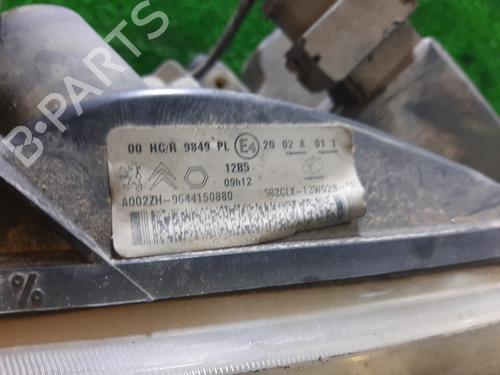 B-PARTS
00 HC/R 9849 PL E4 20 02 A 01 1
12B5
09h12
A002ZH-9644150880
%